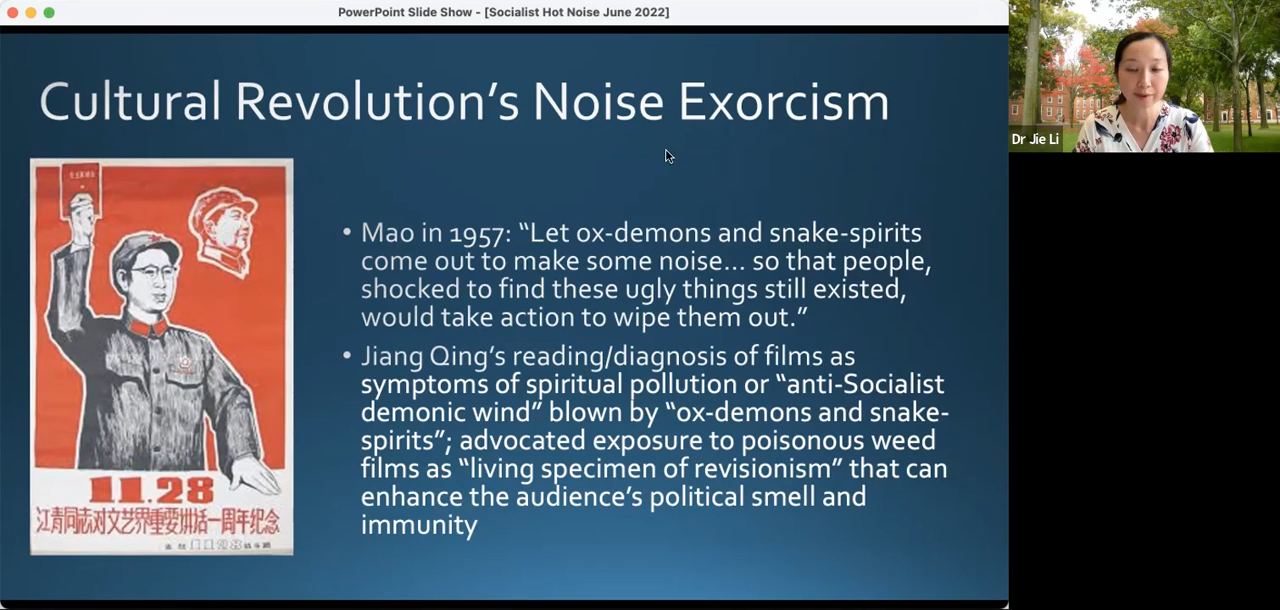 PowerPoint Slide Show - [Socialist Hot Noise June 2022]
Cultural Revolution's Noise Exorcism
• Mao in 1957: “Let ox-demons and snake-spirits
come out to make some noise... so that people,
shocked to find these ugly things still existed,
would take action to wipe them out.”
• Jiang Qing's reading/diagnosis of films as
symptoms of spiritual pollution or “anti-Socialist
demonic wind” blown by “ox-demons and snake-
spirits”; advocated exposure to poisonous weed
films as “living specimen of revisionism” that can
enhance the audience's political smell and
immunity
11.28
江青同志对文艺界重要讲话一周年纪念
Dr Jie Li